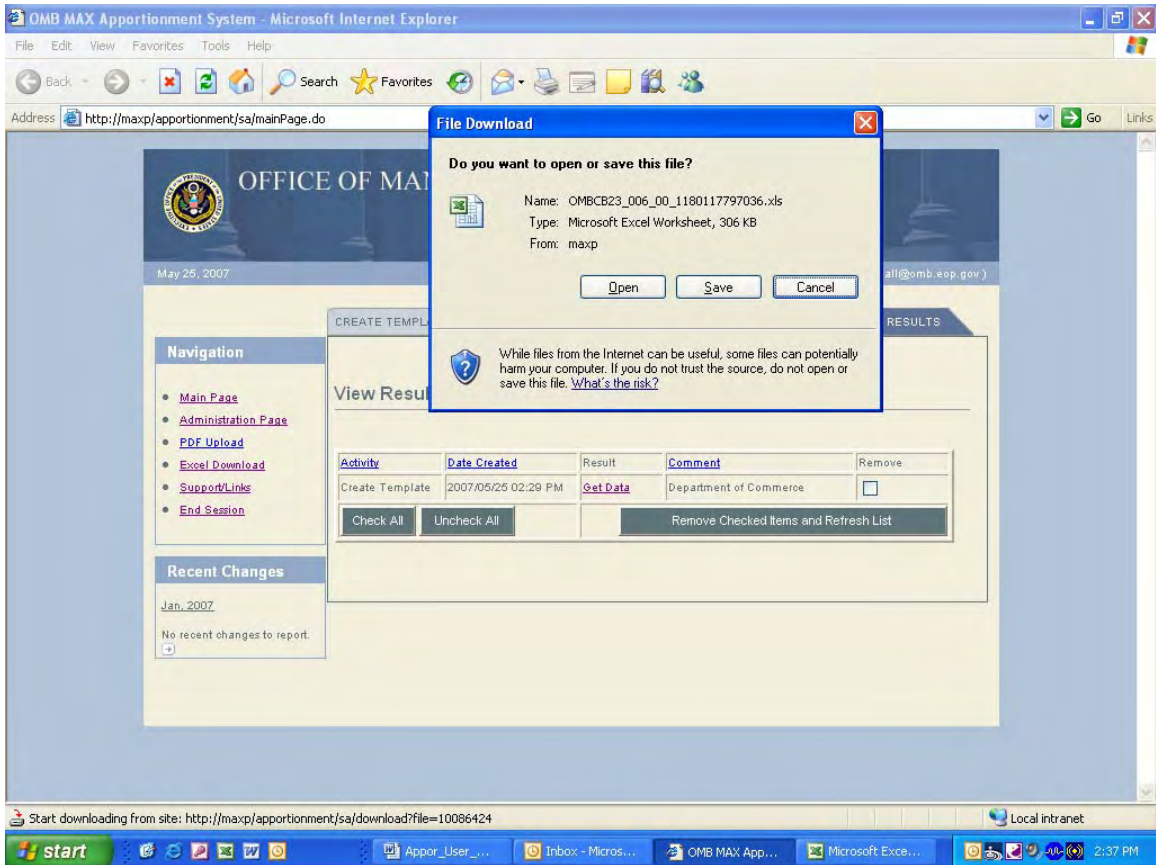 OMB MAX Apportionment System - Microsoft Internet Explorer
File Edit View Favorites Tools Help
Back Search Favorites
Address http://maxp/apportionment/sa/mainPage.do Go Links
File Download
Do you want to open or save this file?
Name: OMBCB23_006_00_1180117797036.xls
Type: Microsoft Excel Worksheet, 306 KB
From: maxp
Open Save Cancel
While files from the Internet can be useful, some files can potentially
harm your computer. If you do not trust the source, do not open or
save this file. What's the risk?
OFFICE OF MA
May 25, 2007
all@omb.eop.gov )
CREATE TEMPL
RESULTS
Navigation
Main Page
Administration Page
PDF Upload
Excel Download
Support/Links
End Session
Recent Changes
Jan, 2007
No recent changes to report.
View Resul
Activity Date Created Result Comment Remove
Create Template 2007/05/25 02:29 PM Get Data Department of Commerce
Check All Uncheck All Remove Checked Items and Refresh List
Start downloading from site: http://maxp/apportionment/sa/download?file=10086424
Local intranet
start Appor_User_... Inbox - Micros... OMB MAX App... Microsoft Exce... 2:37 PM